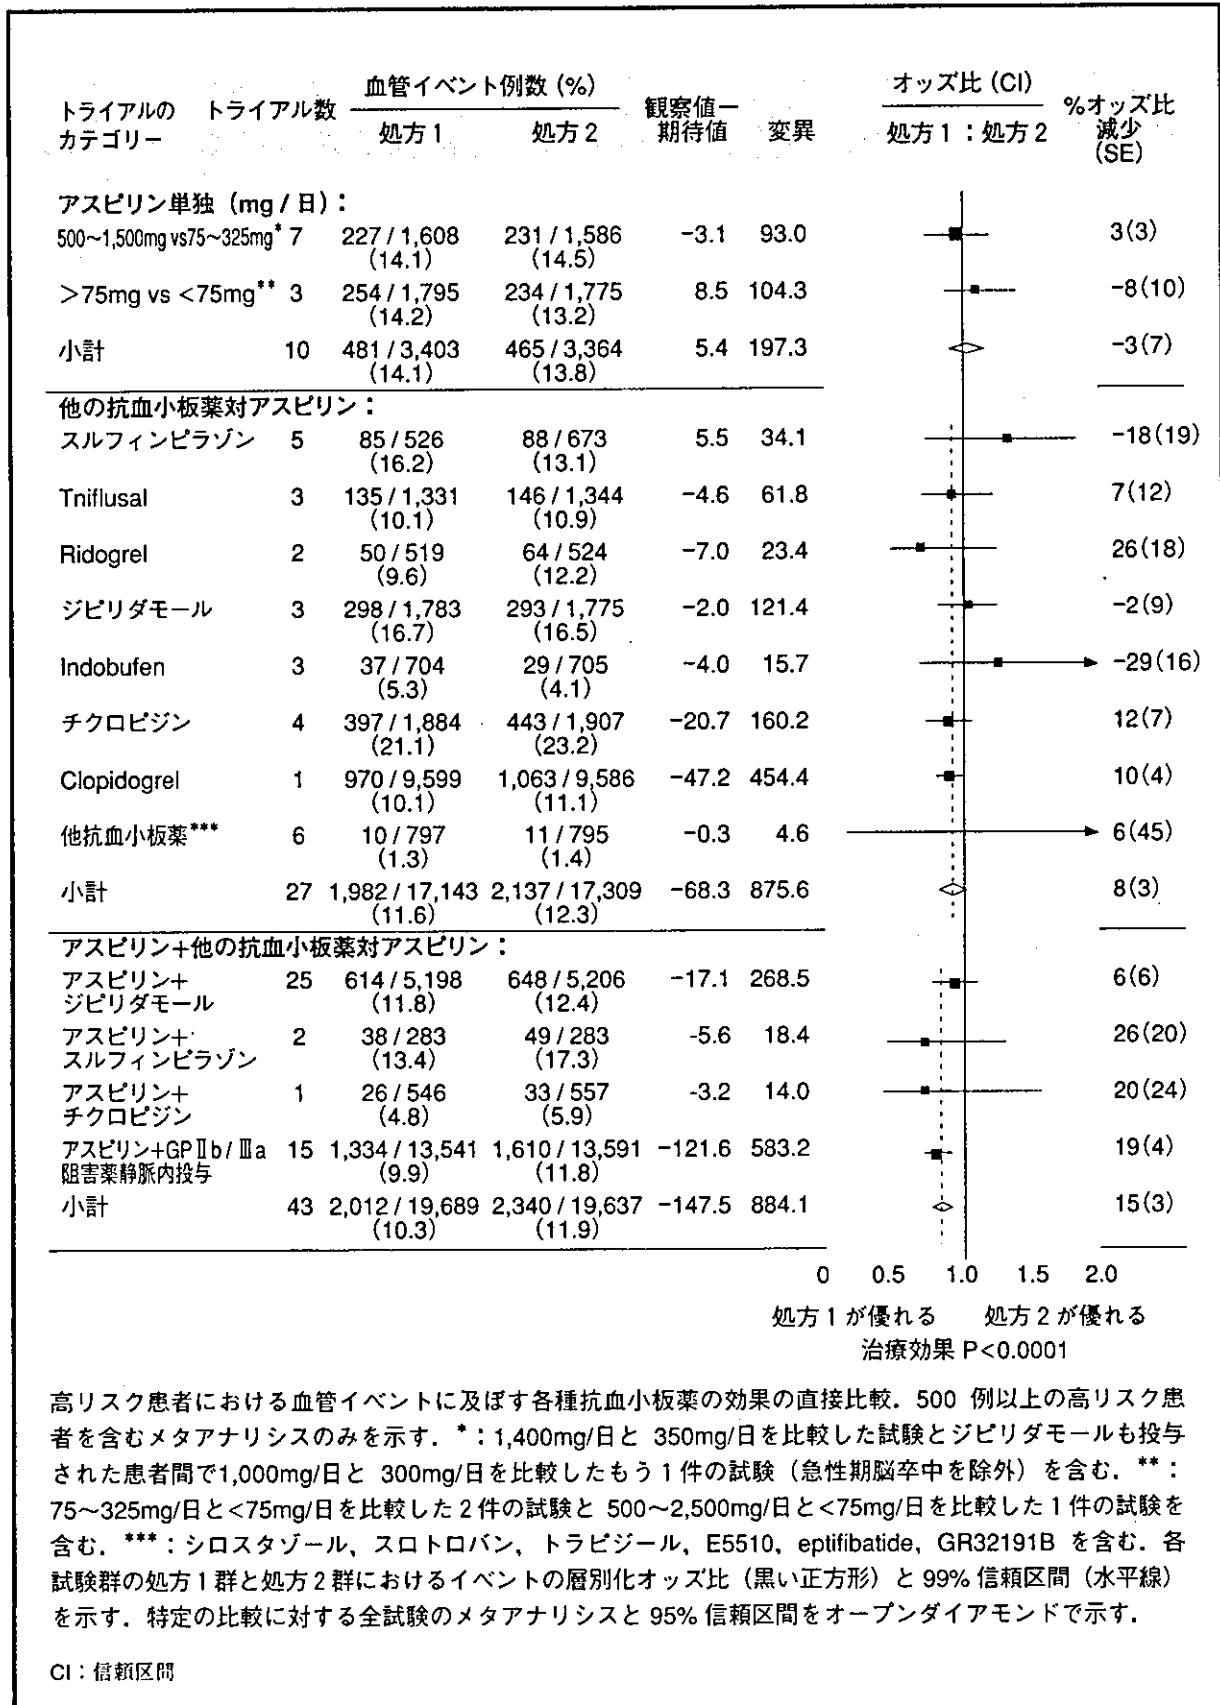 血管イベント例数 (%)
オッズ比 (CI)
トライアルの トライアル数 観察値ー %オッズ比
カテゴリー 処方1 処方2 期待値 変異 処方1:処方2 減少
(SE)
アスピリン単独 (mg / 日):
500~1,500mg vs75~325mg* 7 227 / 1,608 231 / 1,586 −3.1 93.0 3(3)
(14.1) (14.5)
>75mg vs <75mg** 3 254 / 1,795 234 / 1,775 8.5 104.3 −8(10)
(14.2) (13.2)
小計 10 481 / 3,403 465 / 3,364 5.4 197.3 −3(7)
(14.1) (13.8)
他の抗血小板薬対アスピリン:
スルフィンピラゾン 5 85 / 526 88 / 673 5.5 34.1 −18(19)
(16.2) (13.1)
Tniflusal 3 135 / 1,331 146 / 1,344 −4.6 61.8 7(12)
(10.1) (10.9)
Ridogrel 2 50 / 519 64 / 524 −7.0 23.4 26(18)
(9.6) (12.2)
ジピリダモール 3 298 / 1,783 293 / 1,775 −2.0 121.4 −2(9)
(16.7) (16.5)
Indobufen 3 37 / 704 29 / 705 −4.0 15.7 −29(16)
(5.3) (4.1)
チクロピジン 4 397 / 1,884 443 / 1,907 −20.7 160.2 12(7)
(21.1) (23.2)
Clopidogrel 1 970 / 9,599 1,063 / 9,586 −47.2 454.4 10(4)
(10.1) (11.1)
他抗血小板薬*** 6 10 / 797 11 / 795 −0.3 4.6 6(45)
(1.3) (1.4)
小計 27 1,982 / 17,143 2,137 / 17,309 −68.3 875.6 8(3)
(11.6) (12.3)
アスピリン+他の抗血小板薬対アスピリン:
アスピリン+ 25 614 / 5,198 648 / 5,206 −17.1 268.5 6(6)
ジピリダモール (11.8) (12.4)
アスピリン+ 2 38 / 283 49 / 283 -5.6 18.4 26(20)
スルフィンピラゾン (13.4) (17.3)
アスピリン+ 1 26 / 546 33 / 557 -3.2 14.0 20(24)
チクロピジン (4.8) (5.9)
アスピリン+GPⅡb / Ⅲa 15 1,334 / 13,541 1,610 / 13,591 −121.6 583.2 19(4)
阻害薬静脈内投与 (9.9) (11.8)
小計 43 2,012 / 19,689 2,340 / 19,637 −147.5 884.1 15(3)
(10.3) (11.9)
0 0.5 1.0 1.5 2.0
処方1が優れる 処方2が優れる
治療効果 P<0.0001
高リスク患者における血管イベントに及ぼす各種抗血小板薬の効果の直接比較.500 例以上の高リスク患
者を含むメタアナリシスのみを示す.*:1,400mg/日と 350mg/日を比較した試験とジピリダモールも投与
された患者間で1,000mg/日と 300mg/日を比較したもう1件の試験(急性期脳卒中を除外)を含む.**:
75~325mg/日と<75mg/日を比較した2件の試験と 500~2,500mg/日と<75mg/日を比較した1件の試験を
含む.***:シロスタゾール,スロトロバン,トラピジール,E5510,eptifibatide,GR32191B を含む.各
試験群の処方1群と処方2群におけるイベントの層別化オッズ比(黒い正方形)と 99% 信頼区間(水平線)
を示す.特定の比較に対する全試験のメタアナリシスと 95% 信頼区間をオープンダイアモンドで示す.
CI:信頼区間